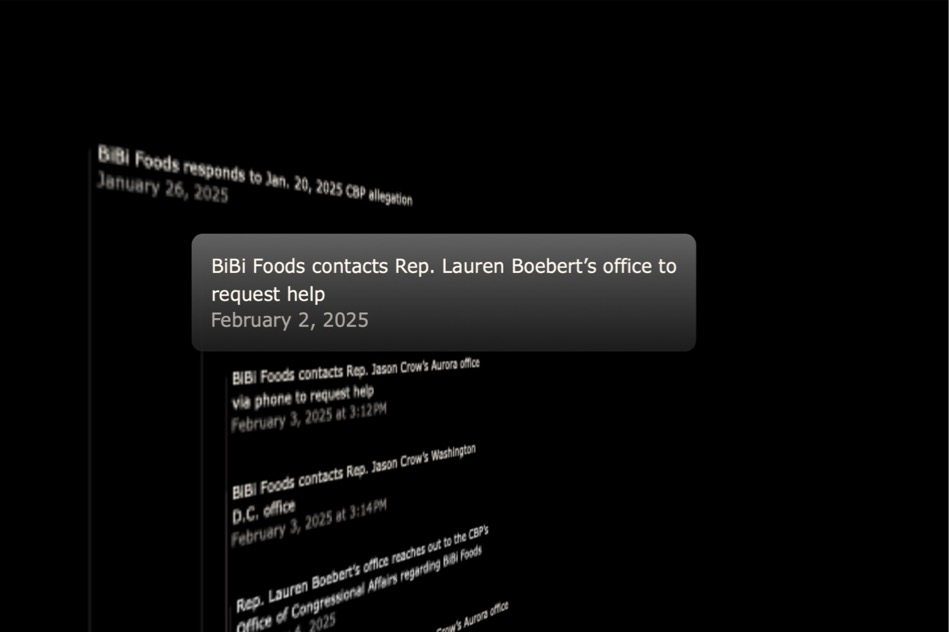 BiBi Foods responds to Jan. 20, 2025 CBP allegation
January 26, 2025
BiBi Foods contacts Rep. Lauren Boebert’s office to
request help
February 2, 2025
BiBi Foods contacts Rep. Jason Crow’s Aurora office
via phone to request help
February 3, 2025 at 3:12PM
BiBi Foods contacts Rep. Jason Crow’s Washington
D.C. office
February 3, 2025 at 3:14PM
Rep. Lauren Boebert’s office reaches out to the CBP’s
Office of Congressional Affairs regarding BiBi Foods
2025
Crow’s Aurora office